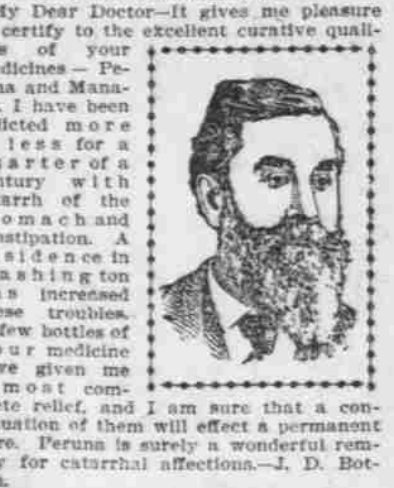 My Dear Doctor—It gives me pleasure
certify to the excellent curative quali-
s of your
dicines — Pe-
na and Mana-
. I have been
licted more
less for a
arter of a
ntury with
tarrh of the
omach and
nstipation. A
sidence in
ashington
as increased
ese troubles.
few bottles of
our medicine
ve given me
most com-
ete relief, and I am sure that a con-
uation of them will effect a permanent
re. Peruna is surely a wonderful rem-
y for catarrhal affections.—J. D. Bot-